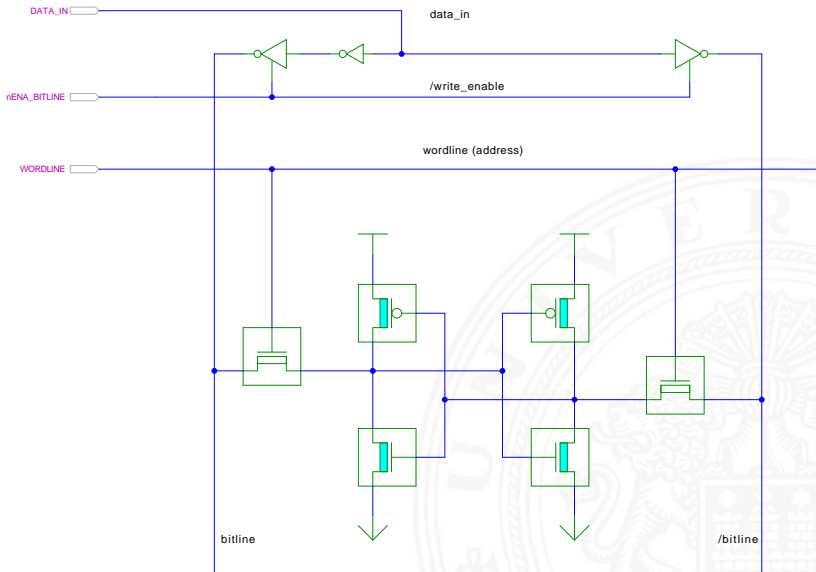 DATA_IN
data_in
nENA_BITLINE
/write_enable
WORDLINE
wordline (address)
bitline
/bitline
U N I V E R